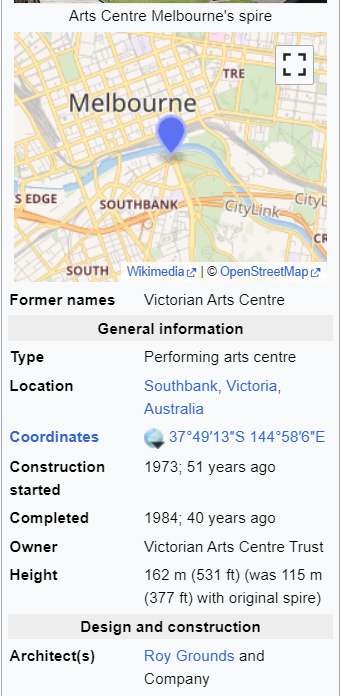 Arts Centre Melbourne's spire
TRE
Melbourne
S EDGE
SOUTHBANK
CityLink
CityL
CR
SOUTH
Wikimedia | © OpenStreetMap
Former names Victorian Arts Centre
General information
Type Performing arts centre
Location Southbank, Victoria,
Australia
Coordinates 37°49′13″S 144°58′6″E
Construction 1973; 51 years ago
started
Completed 1984; 40 years ago
Owner Victorian Arts Centre Trust
Height 162 m (531 ft) (was 115 m
(377 ft) with original spire)
Design and construction
Architect(s) Roy Grounds and
Company